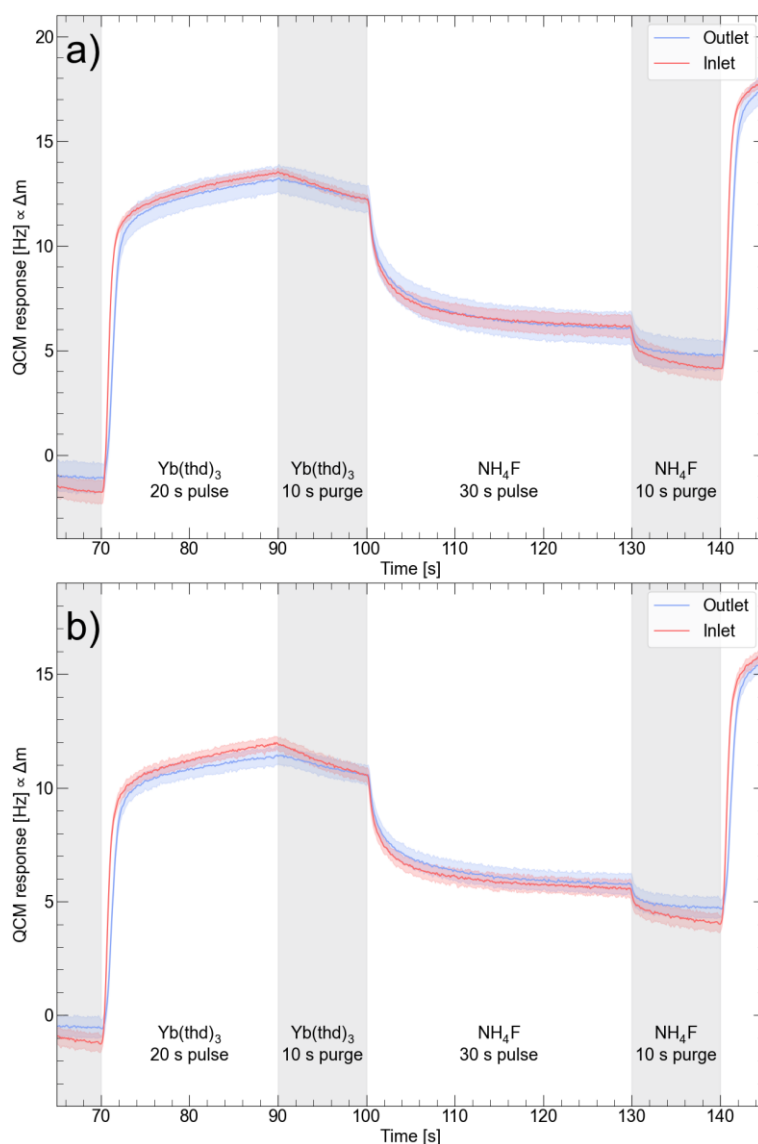 a)
Outlet
Inlet
QCM response [Hz] ∝ Δm
20
15
10
5
0
Yb(thd)₃
20 s pulse
Yb(thd)₃
10 s purge
NH₄F
30 s pulse
NH₄F
10 s purge
70 80 90 100 110 120 130 140
Time [s]
b)
Outlet
Inlet
QCM response [Hz] ∝ Δm
15
10
5
0
Yb(thd)₃
20 s pulse
Yb(thd)₃
10 s purge
NH₄F
30 s pulse
NH₄F
10 s purge
70 80 90 100 110 120 130 140
Time [s]